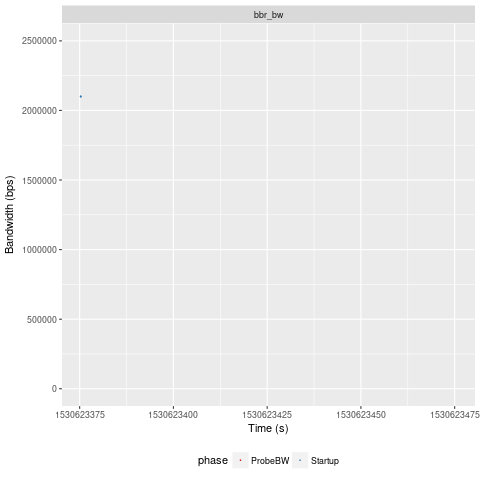 bbr_bw
2500000
2000000
1500000
1000000
500000
0
Bandwidth (bps)
1530623375 1530623400 1530623425 1530623450 1530623475
Time (s)
phase ProbeBW Startup